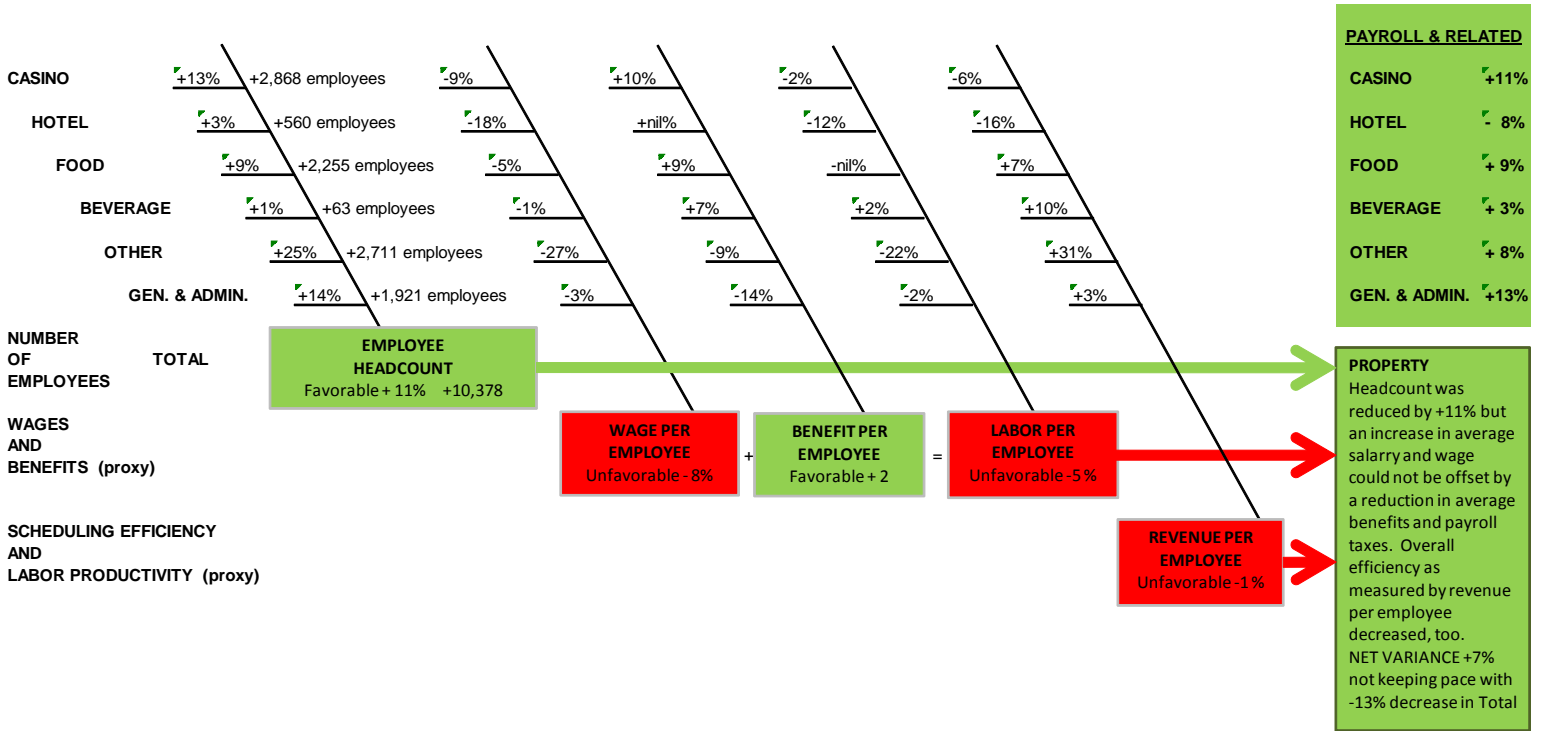 PAYROLL & RELATED
CASINO +13% +2,868 employees -9% +10% -2% -6% CASINO +11%
HOTEL +3% +560 employees -18% +nil% -12% -16% HOTEL - 8%
FOOD +9% +2,255 employees -5% +9% -nil% +7% FOOD + 9%
BEVERAGE +1% +63 employees -1% +7% +2% +10% BEVERAGE + 3%
OTHER +25% +2,711 employees -27% -9% -22% +31% OTHER + 8%
GEN. & ADMIN. +14% +1,921 employees -3% -14% -2% +3% GEN. & ADMIN. +13%
NUMBER
OF
EMPLOYEES
TOTAL
EMPLOYEE
HEADCOUNT
Favorable + 11% +10,378
WAGES
AND
BENEFITS (proxy)
WAGE PER
EMPLOYEE
Unfavorable - 8%
+
BENEFIT PER
EMPLOYEE
Favorable + 2
=
LABOR PER
EMPLOYEE
Unfavorable -5 %
SCHEDULING EFFICIENCY
AND
LABOR PRODUCTIVITY (proxy)
REVENUE PER
EMPLOYEE
Unfavorable -1 %
PROPERTY
Headcount was
reduced by +11% but
an increase in average
salarry and wage
could not be offset by
a reduction in average
benefits and payroll
taxes. Overall
efficiency as
measured by revenue
per employee
decreased, too.
NET VARIANCE +7%
not keeping pace with
-13% decrease in Total